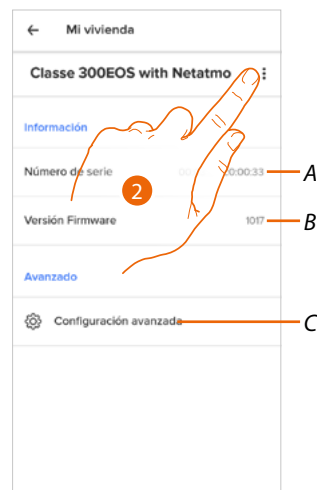 ← Mi vivienda
Classe 300EOS with Netatmo
Información
Número de serie 00:00:33 A
2
Versión Firmware 1017 B
Avanzado
Configuración avanzada C